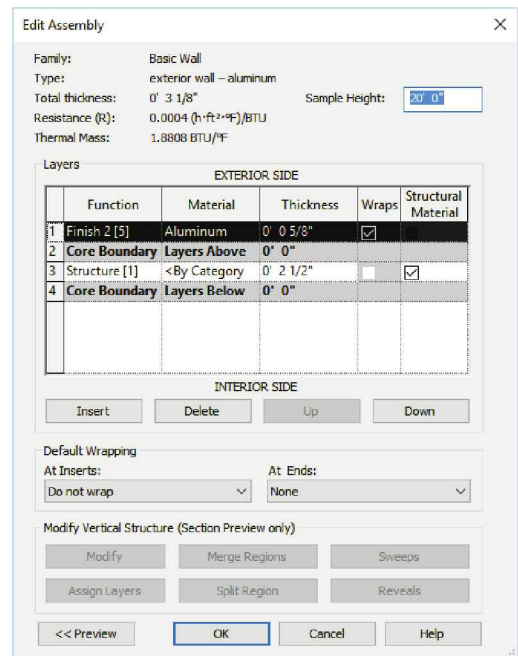 Edit Assembly
Family: Basic Wall
Type: exterior wall – aluminum
Total thickness: 0' 3 1/8" Sample Height: 20' 0"
Resistance (R): 0.0004 (h·ft²·ºF)/BTU
Thermal Mass: 1.8808 BTU/ºF
Layers
EXTERIOR SIDE
Function Material Thickness Wraps Structural Material
1 Finish 2 [5] Aluminum 0' 0 5/8"
2 Core Boundary Layers Above 0' 0"
3 Structure [1] <By Category 0' 2 1/2"
4 Core Boundary Layers Below 0' 0"
INTERIOR SIDE
Insert Delete Up Down
Default Wrapping
At Inserts: At Ends:
Do not wrap None
Modify Vertical Structure (Section Preview only)
Modify Merge Regions Sweeps
Assign Layers Split Region Reveals
<< Preview OK Cancel Help